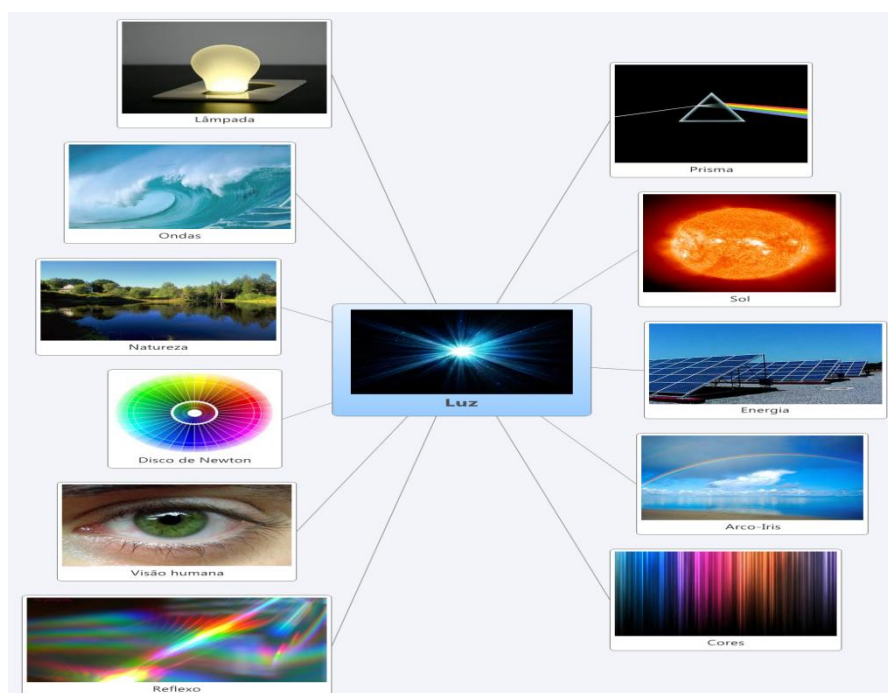 Lâmpada
Ondas
Natureza
Disco de Newton
Visão humana
Reflexo
Luz
Prisma
Sol
Energia
Arco-Iris
Cores